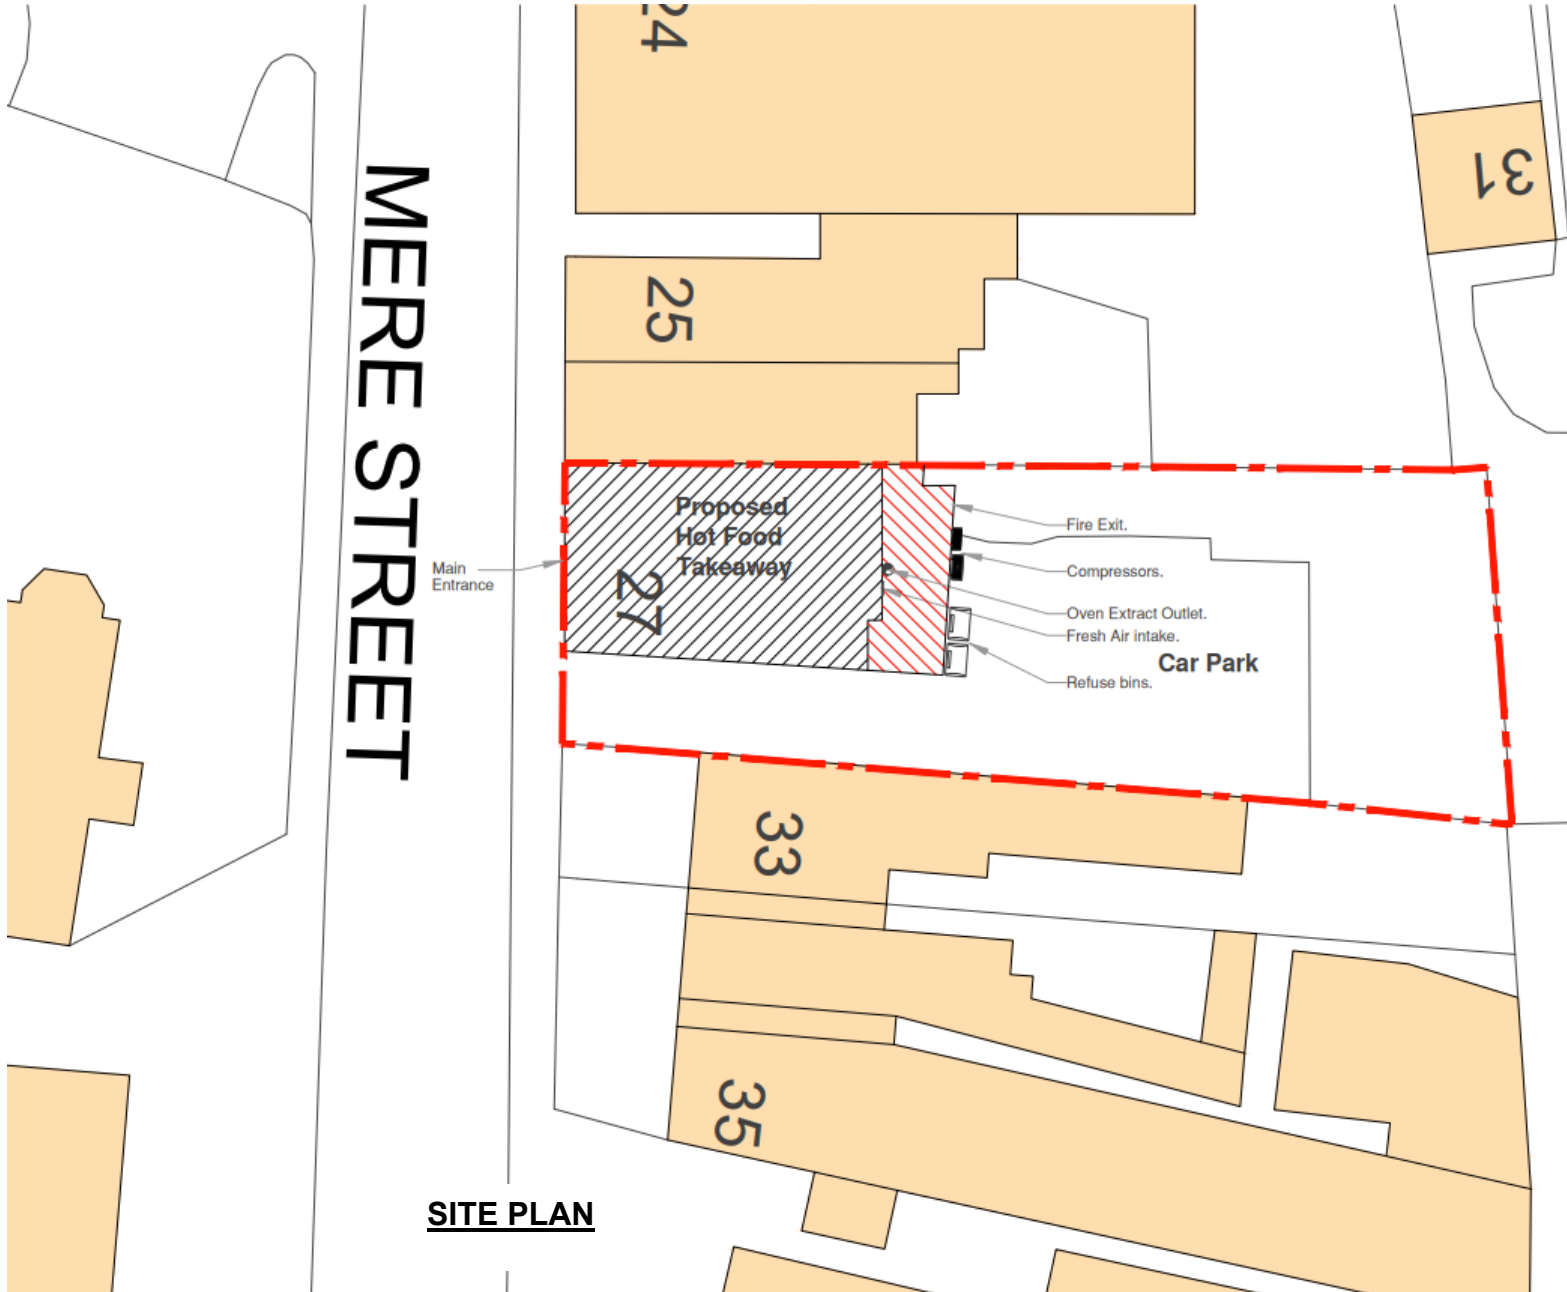 24
31
MERE STREET
25
Proposed
Hot Food
Takeaway
27
Main
Entrance
Fire Exit.
Compressors.
Oven Extract Outlet.
Fresh Air intake.
Car Park
Refuse bins.
33
35
SITE PLAN